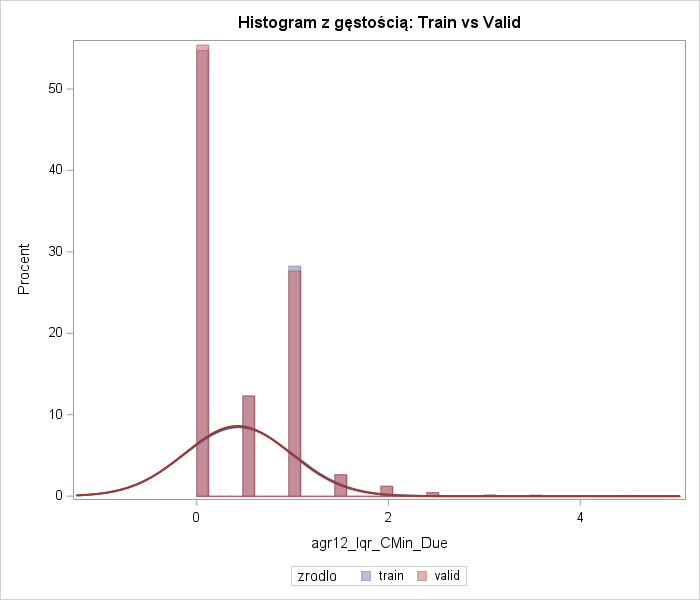 Histogram z gęstością: Train vs Valid
50
40
30
20
10
0
Procent
0 2 4
agr12_Iqr_CMin_Due
zrodlo train valid